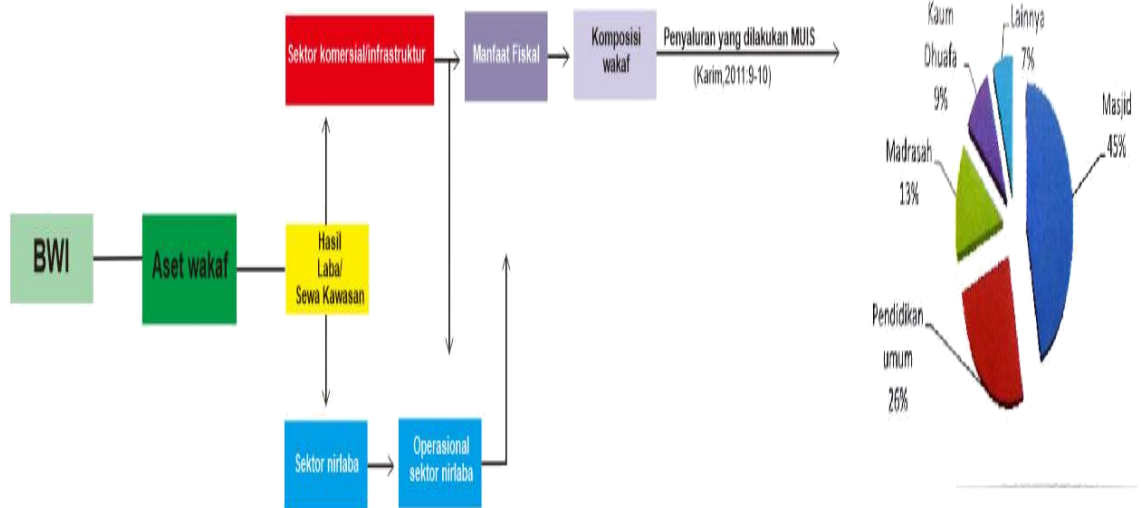 Sektor komersial/infrastruktur
Manfaat Fiskal
Komposisi
wakaf
Penyaluran yang dilakukan MUIS
(Karim,2011:9-10)
BWI
Aset wakaf
Hasil
Laba/
Sewa Kawasan
Sektor nirlaba
Operasional
sektor nirlaba
Kaum
Dhuafa
9%
Lainnya
7%
Masjid
45%
Madrasah
13%
Pendidikan
umum
26%